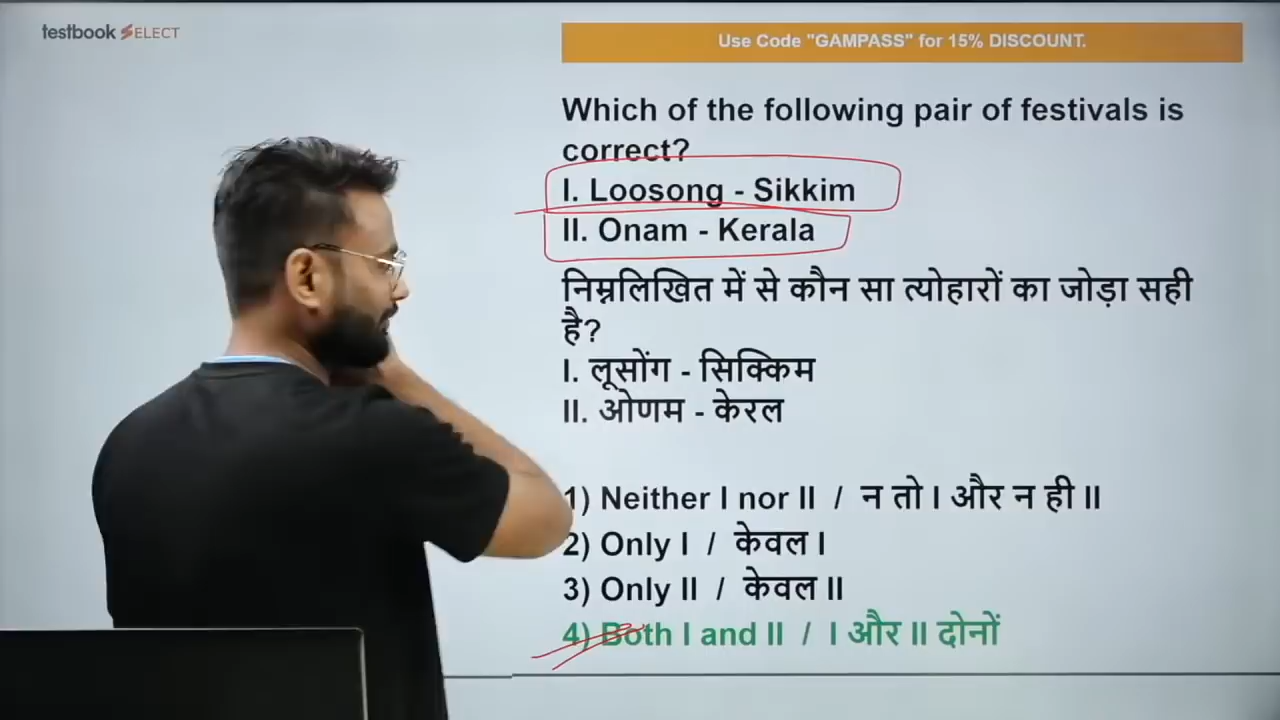 testbook SELECT
Use Code "GAMPASS" for 15% DISCOUNT.
Which of the following pair of festivals is
correct?
I. Loosong - Sikkim
II. Onam - Kerala
निम्नलिखित में से कौन सा त्योहारों का जोड़ा सही
है?
I. लूसोंग - सिक्किम
II. ओणम - केरल
1) Neither I nor II / न तो I और न ही II
2) Only I / केवल I
3) Only II / केवल II
4) Both I and II / I और II दोनों